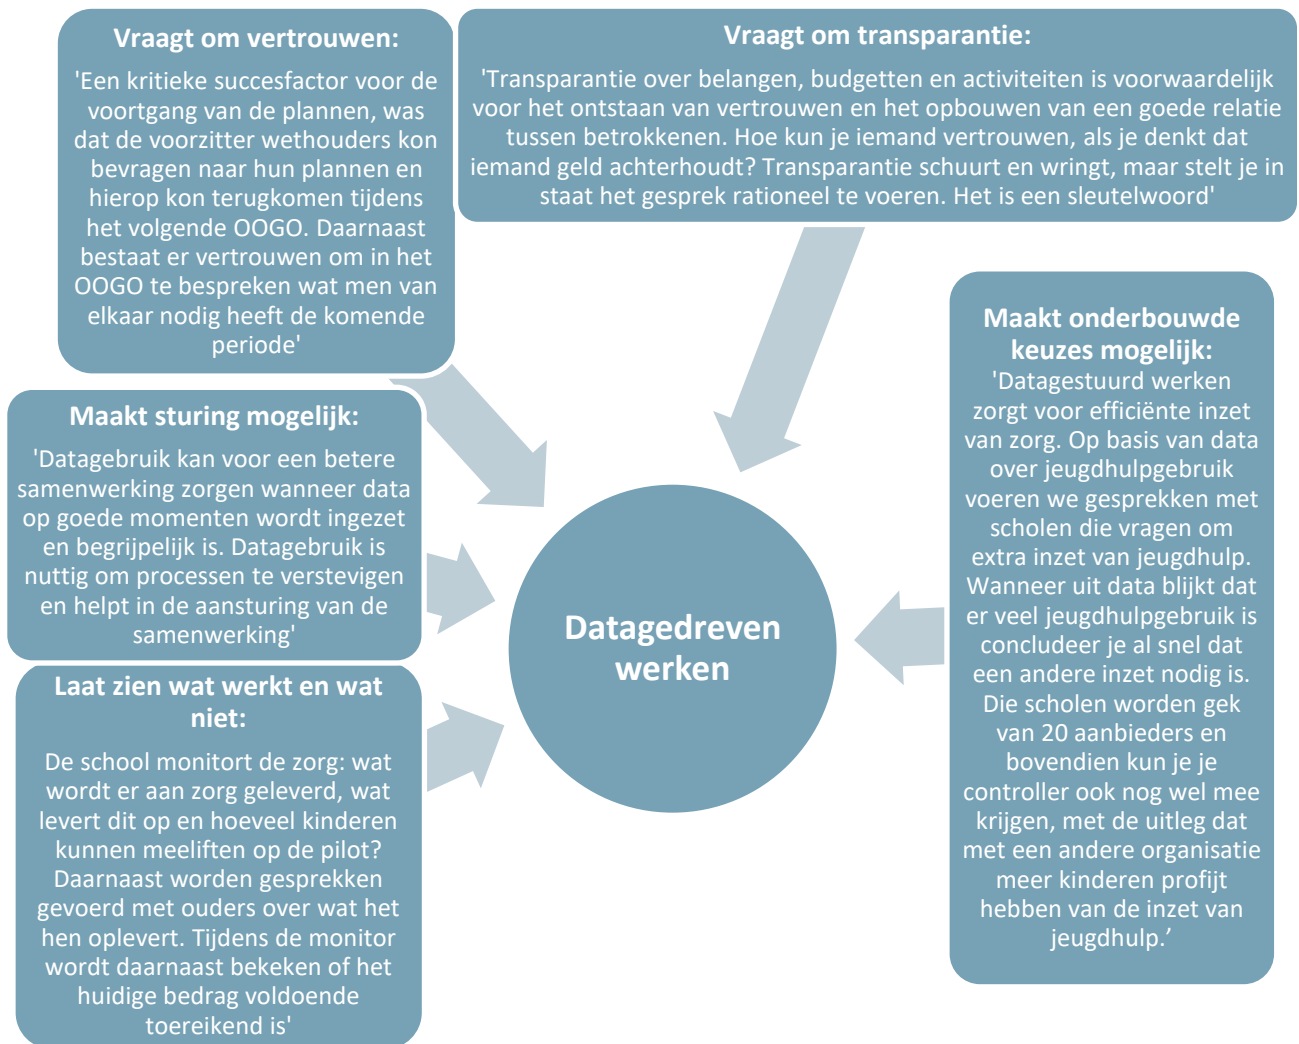 Vraagt om vertrouwen:
'Een kritieke succesfactor voor de
voortgang van de plannen, was
dat de voorzitter wethouders kon
bevragen naar hun plannen en
hierop kon terugkomen tijdens
het volgende OOGO. Daarnaast
bestaat er vertrouwen om in het
OOGO te bespreken wat men van
elkaar nodig heeft de komende
periode'
Vraagt om transparantie:
'Transparantie over belangen, budgetten en activiteiten is voorwaardelijk
voor het ontstaan van vertrouwen en het opbouwen van een goede relatie
tussen betrokkenen. Hoe kun je iemand vertrouwen, als je denkt dat
iemand geld achterhoudt? Transparantie schuurt en wringt, maar stelt je in
staat het gesprek rationeel te voeren. Het is een sleutelwoord'
Maakt sturing mogelijk:
'Datagebruik kan voor een betere
samenwerking zorgen wanneer data
op goede momenten wordt ingezet
en begrijpelijk is. Datagebruik is
nuttig om processen te verstevigen
en helpt in de aansturing van de
samenwerking'
Laat zien wat werkt en wat
niet:
De school monitort de zorg: wat
wordt er aan zorg geleverd, wat
levert dit op en hoeveel kinderen
kunnen meeliften op de pilot?
Daarnaast worden gesprekken
gevoerd met ouders over wat het
hen oplevert. Tijdens de monitor
wordt daarnaast bekeken of het
huidige bedrag voldoende
toereikend is'
Datagedreven
werken
Maakt onderbouwde
keuzes mogelijk:
'Datagestuurd werken
zorgt voor efficiënte inzet
van zorg. Op basis van data
over jeugdhulpgebruik
voeren we gesprekken met
scholen die vragen om
extra inzet van jeugdhulp.
Wanneer uit data blijkt dat
er veel jeugdhulpgebruik is
concludeer je al snel dat
een andere inzet nodig is.
Die scholen worden gek
van 20 aanbieders en
bovendien kun je je
controller ook nog wel mee
krijgen, met de uitleg dat
met een andere organisatie
meer kinderen profijt
hebben van de inzet van
jeugdhulp.’